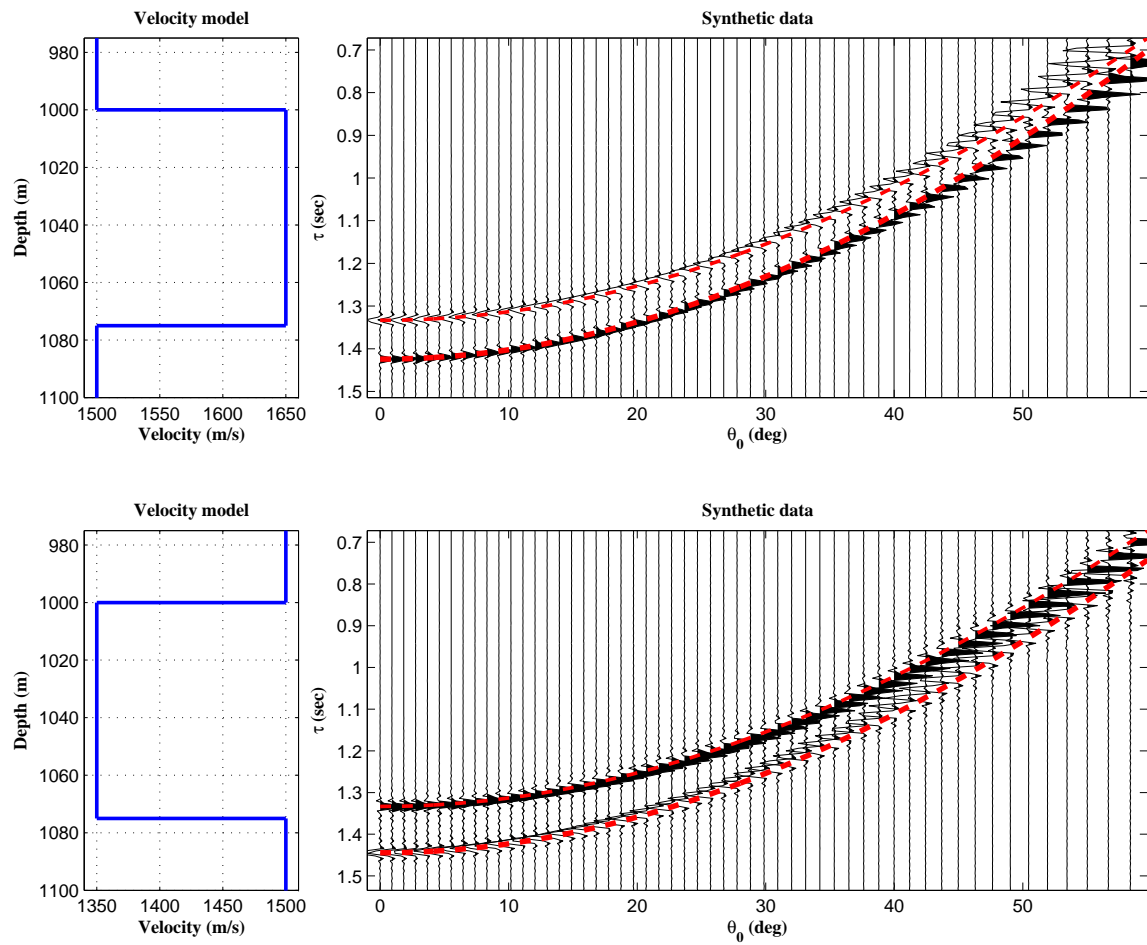 Velocity model
Synthetic data
980
1000
1020
1040
1060
1080
1100
Depth (m)
1500 1550 1600 1650
Velocity (m/s)
0.7
0.8
0.9
1
1.1
1.2
1.3
1.4
1.5
τ (sec)
0 10 20 30 40 50
θ0 (deg)
Velocity model
Synthetic data
980
1000
1020
1040
1060
1080
1100
Depth (m)
1350 1400 1450 1500
Velocity (m/s)
0.7
0.8
0.9
1
1.1
1.2
1.3
1.4
1.5
τ (sec)
0 10 20 30 40 50
θ0 (deg)